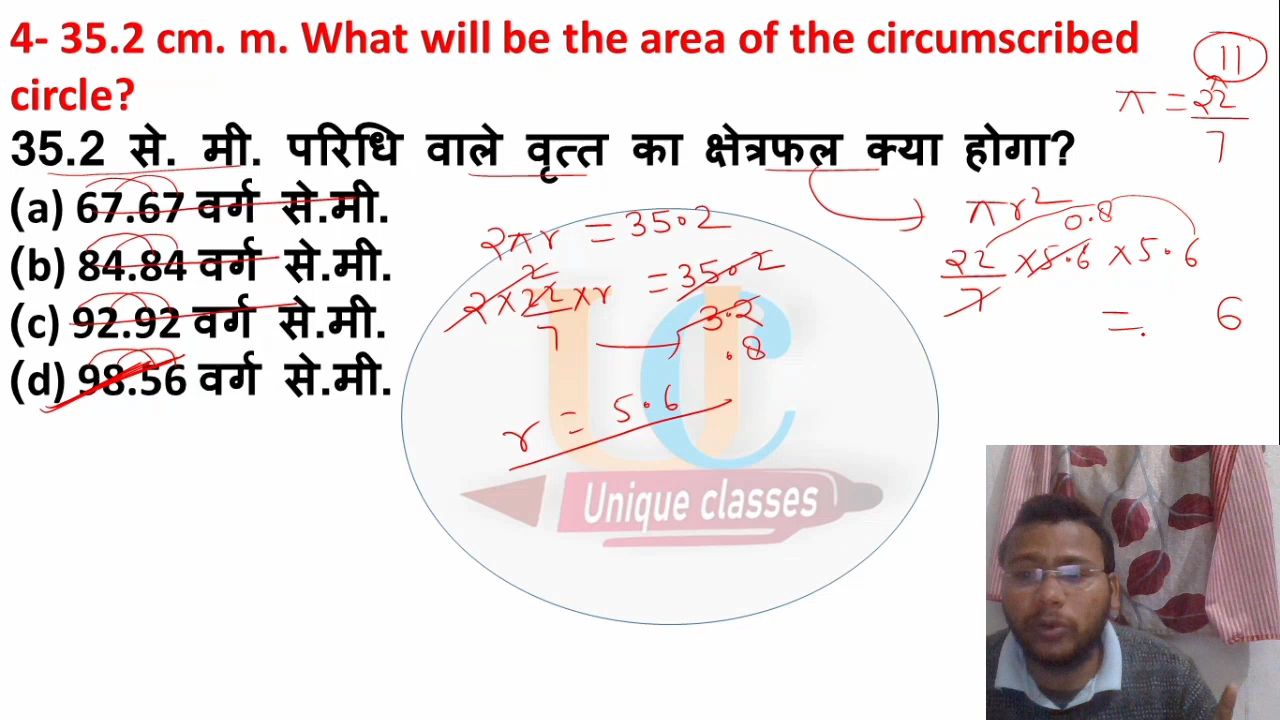 4- 35.2 cm. m. What will be the area of the circumscribed
circle?
35.2 से. मी. परिधि वाले वृत्त का क्षेत्रफल क्या होगा?
(a) 67.67 वर्ग से.मी.
(b) 84.84 वर्ग से.मी.
(c) 92.92 वर्ग से.मी.
(d) 98.56 वर्ग से.मी.
11
π = 22
7
2πr = 35.2
2
2 × 22 × r = 35.2
7
3.2
.8
r = 5.6
πr2
0.8
22 × 5.6 × 5.6
7
= . 6
UC
Unique classes